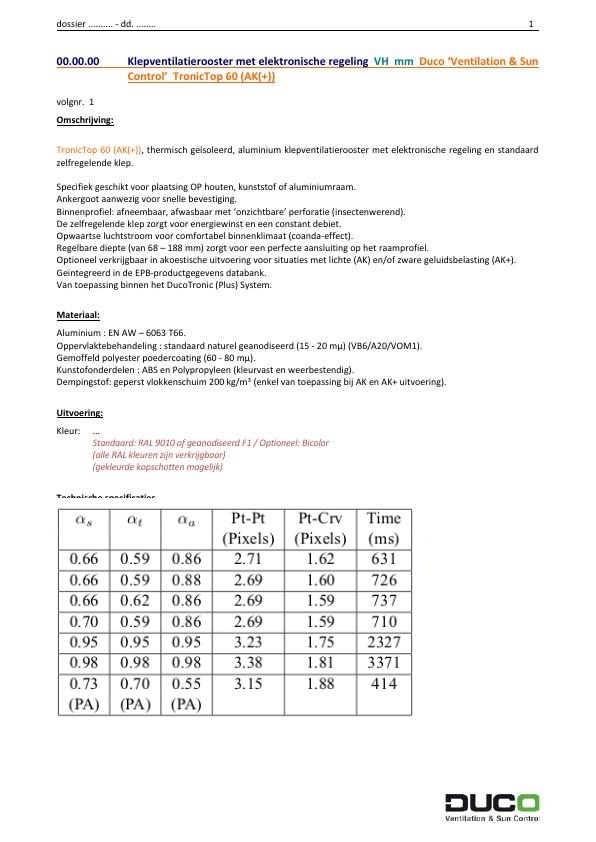 dossier .......... - dd. ........ 1
00.00.00 Klepventilatierooster met elektronische regeling VH mm Duco ‘Ventilation & Sun
Control’ TronicTop 60 (AK(+))
volgnr. 1
Omschrijving:
TronicTop 60 (AK(+)), thermisch geïsoleerd, aluminium klepventilatierooster met elektronische regeling en standaard
zelfregelende klep.
Specifiek geschikt voor plaatsing OP houten, kunststof of aluminiumraam.
Ankergoot aanwezig voor snelle bevestiging.
Binnenprofiel: afneembaar, afwasbaar met ‘onzichtbare’ perforatie (insectenwerend).
De zelfregelende klep zorgt voor energiewinst en een constant debiet.
Opwaartse luchtstroom voor comfortabel binnenklimaat (coanda-effect).
Regelbare diepte (van 68 – 188 mm) zorgt voor een perfecte aansluiting op het raamprofiel.
Optioneel verkrijgbaar in akoestische uitvoering voor situaties met lichte (AK) en/of zware geluidsbelasting (AK+).
Geïntegreerd in de EPB-productgegevens databank.
Van toepassing binnen het DucoTronic (Plus) System.
Materiaal:
Aluminium : EN AW – 6063 T66.
Oppervlaktebehandeling : standaard naturel geanodiseerd (15 - 20 mµ) (VB6/A20/VOM1).
Gemoffeld polyester poedercoating (60 - 80 mµ).
Kunstofonderdelen : ABS en Polypropyleen (kleurvast en weerbestendig).
Dempingstof: geperst vlokkenschuim 200 kg/m³ (enkel van toepassing bij AK en AK+ uitvoering).
Uitvoering:
Kleur: ...
Standaard: RAL 9010 of geanodiseerd F1 / Optioneel: Bicolor
(alle RAL kleuren zijn verkrijgbaar)
(gekleurde kopschotten mogelijk)
Technische specificaties
αs αt αa Pt-Pt Pt-Crv Time
(Pixels) (Pixels) (ms)
0.66 0.59 0.86 2.71 1.62 631
0.66 0.59 0.88 2.69 1.60 726
0.66 0.62 0.86 2.69 1.59 737
0.70 0.59 0.86 2.69 1.59 710
0.95 0.95 0.95 3.23 1.75 2327
0.98 0.98 0.98 3.38 1.81 3371
0.73 0.70 0.55 3.15 1.88 414
(PA) (PA) (PA)
DUCO
Ventilation & Sun Control